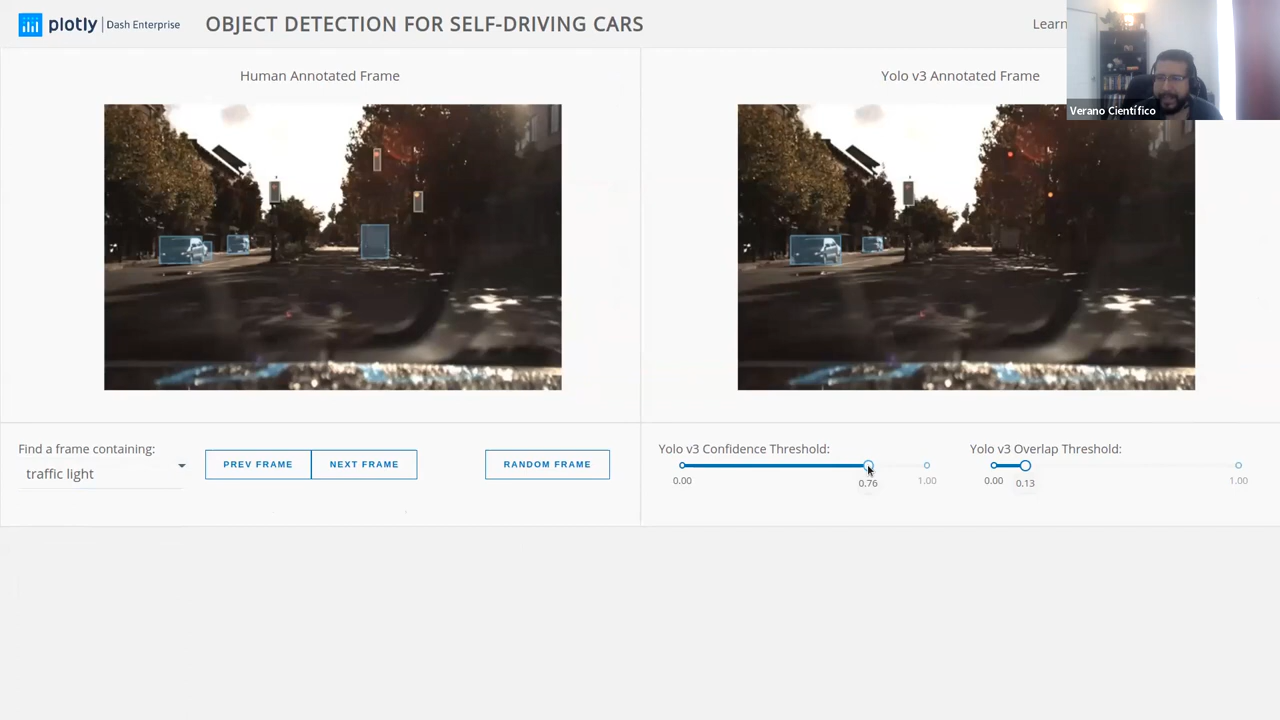 plotly | Dash Enterprise
OBJECT DETECTION FOR SELF-DRIVING CARS
Learn
Verano Científico
Human Annotated Frame
Yolo v3 Annotated Frame
Find a frame containing:
traffic light
PREV FRAME
NEXT FRAME
RANDOM FRAME
Yolo v3 Confidence Threshold:
0.00
0.76
1.00
Yolo v3 Overlap Threshold:
0.00
0.13
1.00